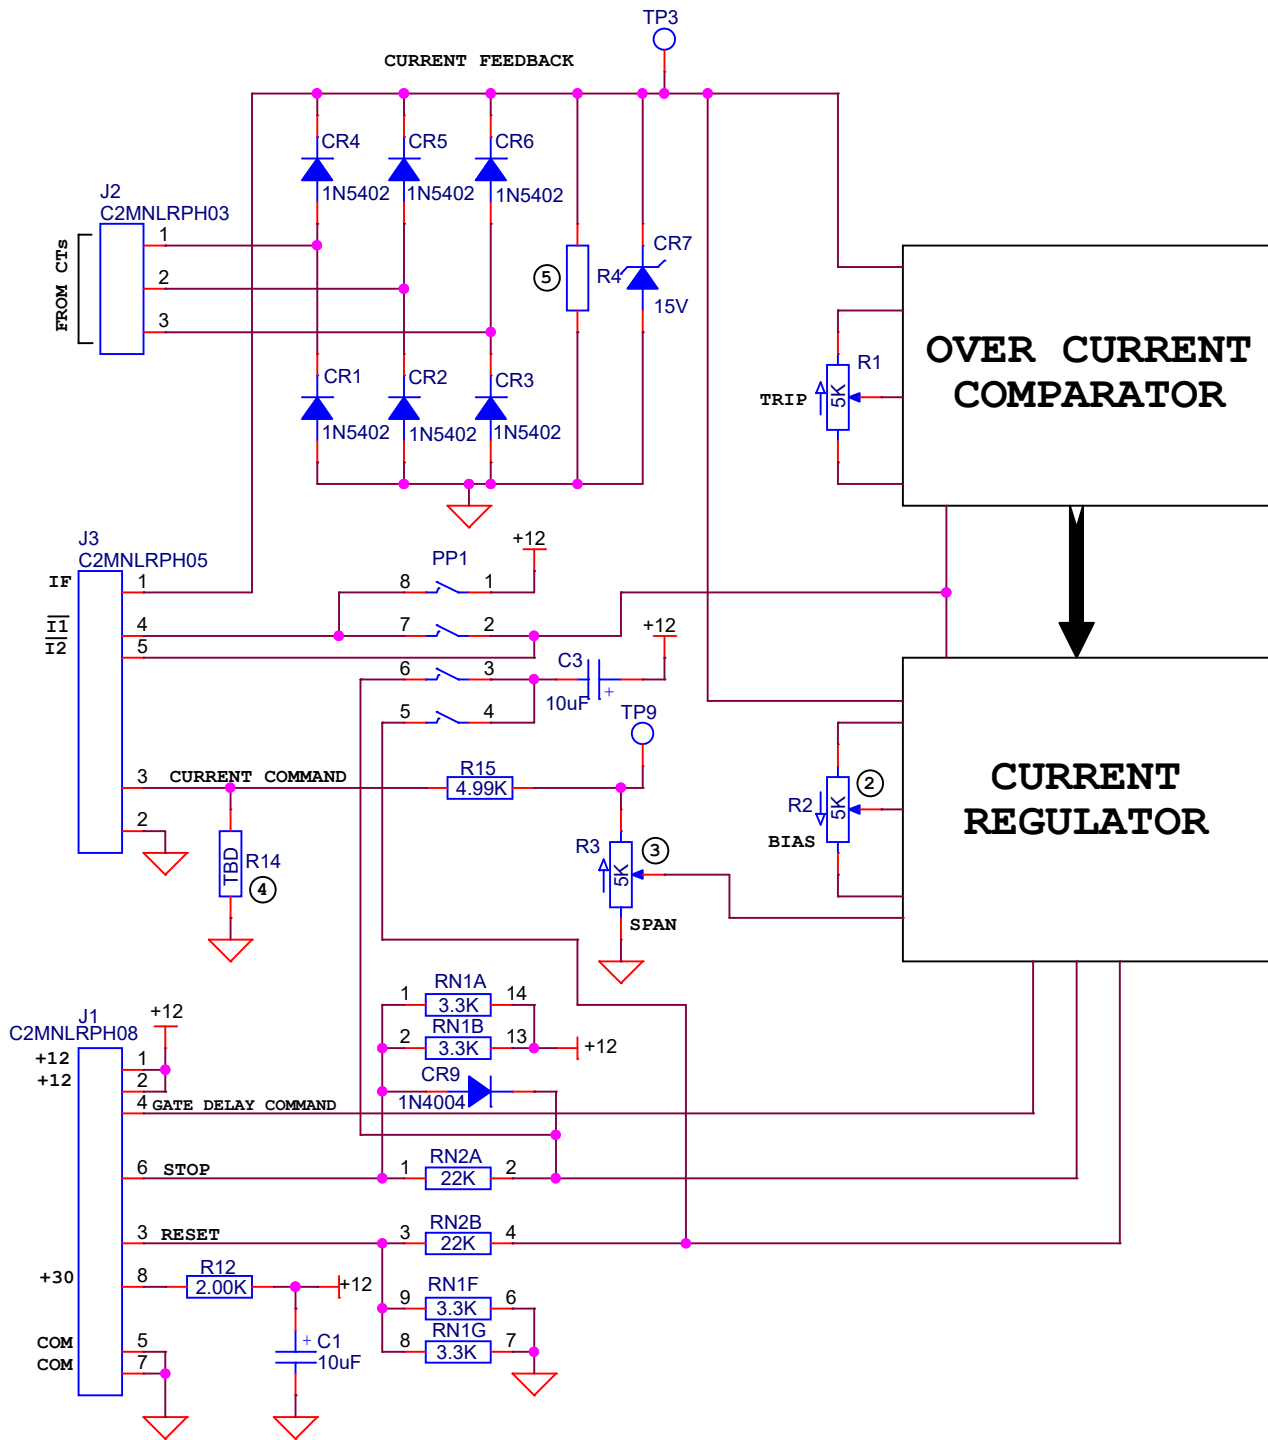 TP3
CURRENT FEEDBACK
CR4
CR5
CR6
1N5402
1N5402
1N5402
J2
C2MNLRPH03
FROM CTs
1
2
3
5
R4
CR7
15V
CR1
CR2
CR3
1N5402
1N5402
1N5402
OVER CURRENT
COMPARATOR
R1
5K
TRIP
J3
C2MNLRPH05
IF
1
I1
4
I2
5
3
CURRENT COMMAND
2
PP1
+12
8
1
7
2
6
3
5
4
C3
10uF
+
+12
TP9
R15
4.99K
TBD
R14
4
R3
5K
3
SPAN
CURRENT
REGULATOR
R2
5K
2
BIAS
J1
C2MNLRPH08
+12
+12
1
+12
2
4
GATE DELAY COMMAND
6
STOP
3
RESET
+30
8
COM
5
COM
7
1
RN1A
3.3K
14
2
RN1B
3.3K
13
+12
CR9
1N4004
1
RN2A
22K
2
3
RN2B
22K
4
R12
2.00K
+12
+
C1
10uF
9
RN1F
3.3K
6
8
RN1G
3.3K
7